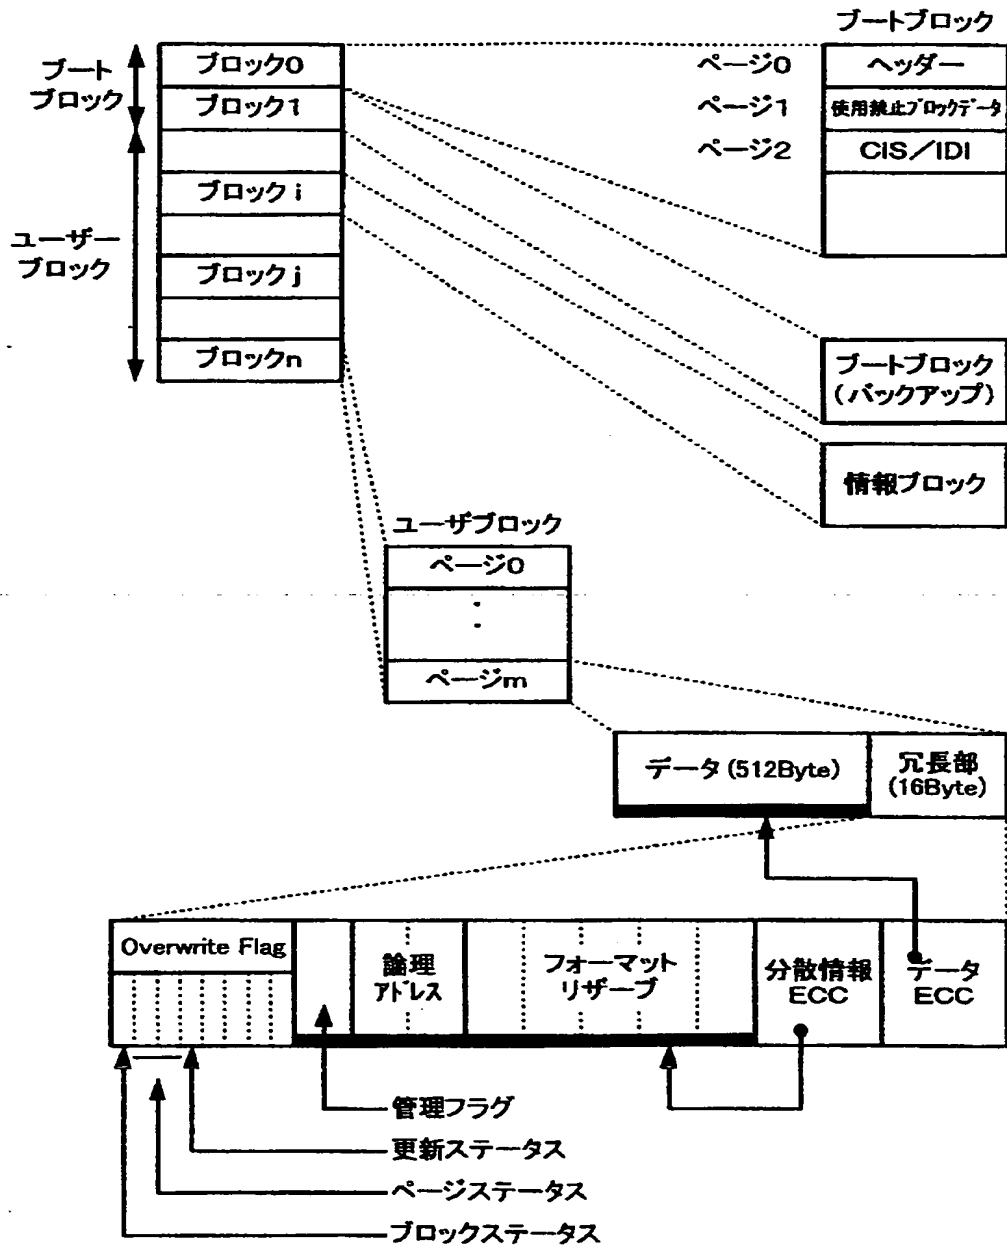 ブートブロック
ブート
ブロック
ブロック0
ページ0
ヘッダー
ブロック1
ページ1
使用禁止ブロックデータ
ページ2
CIS/IDI
ブロックi
ユーザー
ブロック
ブロックj
ブロックn
ブートブロック
(バックアップ)
情報ブロック
ユーザブロック
ページ0
ページm
データ(512Byte)
冗長部
(16Byte)
Overwrite Flag
論理
アドレス
フォーマット
リザーブ
分散情報
ECC
データ
ECC
管理フラグ
更新ステータス
ページステータス
ブロックステータス